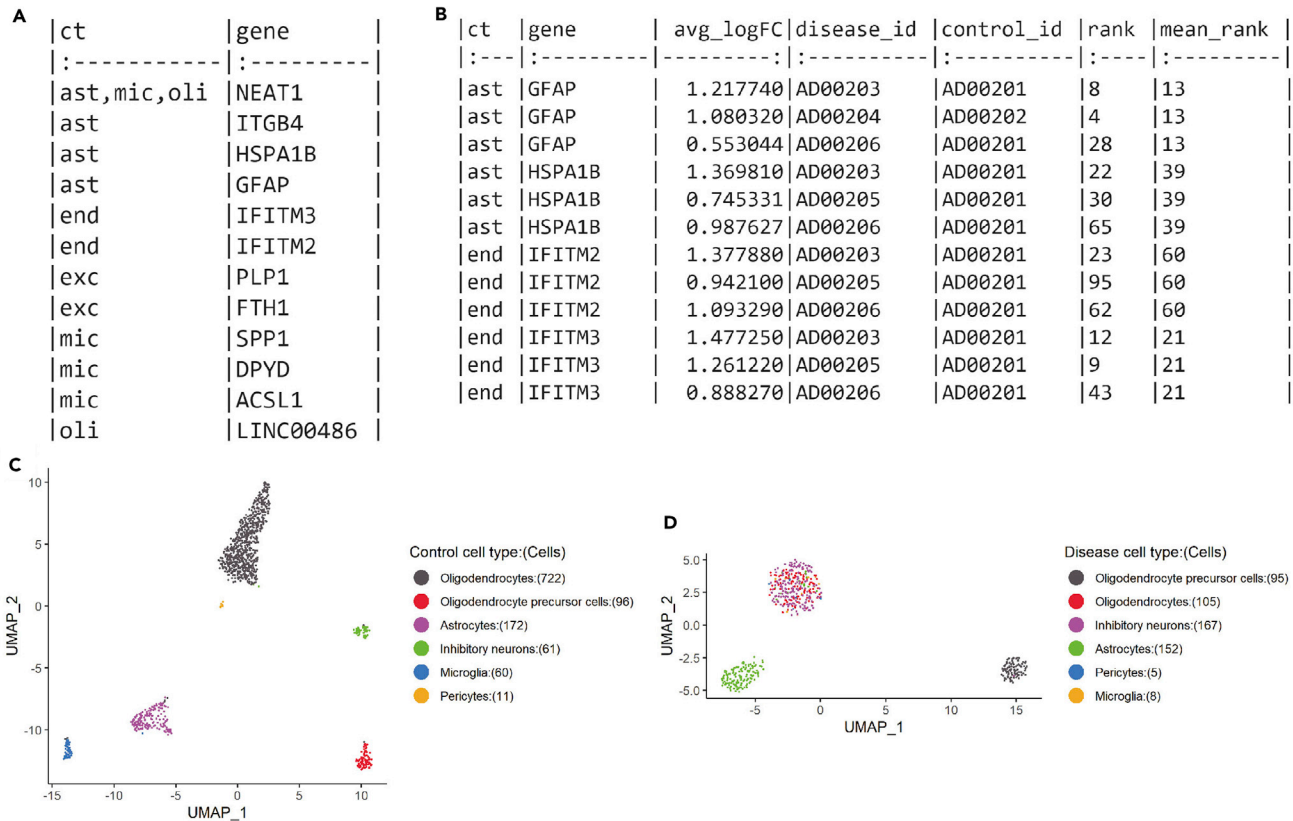 A
|ct |gene |
|:-----------|:---------|
|ast,mic,oli |NEAT1 |
|ast |ITGB4 |
|ast |HSPA1B |
|ast |GFAP |
|end |IFITM3 |
|end |IFITM2 |
|exc |PLP1 |
|exc |FTH1 |
|mic |SPP1 |
|mic |DPYD |
|mic |ACSL1 |
|oli |LINC00486 |
B
|ct |gene | avg_logFC|disease_id |control_id |rank |mean_rank |
|:---|:-------|---------:|:----------|:----------|:----|:---------|
|ast |GFAP | 1.217740|AD00203 |AD00201 |8 |13 |
|ast |GFAP | 1.080320|AD00204 |AD00202 |4 |13 |
|ast |GFAP | 0.553044|AD00206 |AD00201 |28 |13 |
|ast |HSPA1B | 1.369810|AD00203 |AD00201 |22 |39 |
|ast |HSPA1B | 0.745331|AD00205 |AD00201 |30 |39 |
|ast |HSPA1B | 0.987627|AD00206 |AD00201 |65 |39 |
|end |IFITM2 | 1.377880|AD00203 |AD00201 |23 |60 |
|end |IFITM2 | 0.942100|AD00205 |AD00201 |95 |60 |
|end |IFITM2 | 1.093290|AD00206 |AD00201 |62 |60 |
|end |IFITM3 | 1.477250|AD00203 |AD00201 |12 |21 |
|end |IFITM3 | 1.261220|AD00205 |AD00201 |9 |21 |
|end |IFITM3 | 0.888270|AD00206 |AD00201 |43 |21 |
C
UMAP_2
10
5
0
-5
-10
-15 -10 -5 0 5 10
UMAP_1
Control cell type:(Cells)
Oligodendrocytes:(722)
Oligodendrocyte precursor cells:(96)
Astrocytes:(172)
Inhibitory neurons:(61)
Microglia:(60)
Pericytes:(11)
D
UMAP_2
5.0
2.5
0.0
-2.5
-5.0
-5 0 5 10 15
UMAP_1
Disease cell type:(Cells)
Oligodendrocyte precursor cells:(95)
Oligodendrocytes:(105)
Inhibitory neurons:(167)
Astrocytes:(152)
Pericytes:(5)
Microglia:(8)